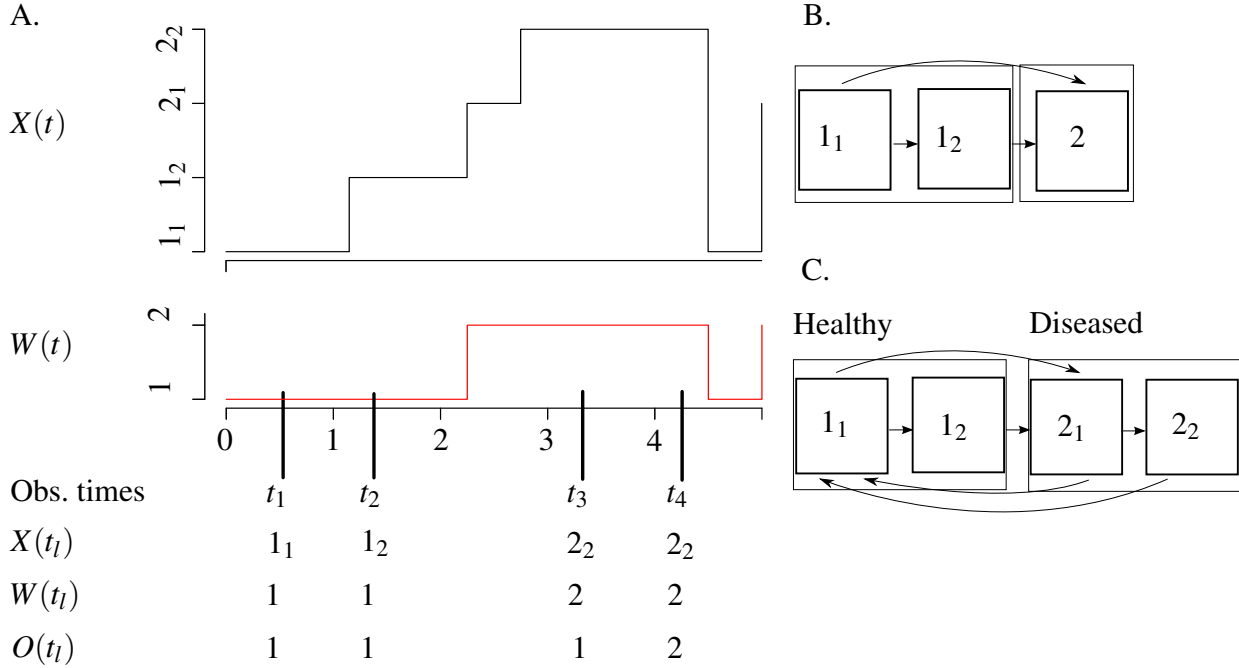 A.
X(t)
2₂
2₁
1₂
1₁
W(t)
2
1
0 1 2 3 4
Obs. times t₁ t₂ t₃ t₄
X(tₗ) 1₁ 1₂ 2₂ 2₂
W(tₗ) 1 1 2 2
O(tₗ) 1 1 1 2
B.
1₁ 1₂ 2
C.
Healthy Diseased
1₁ 1₂ 2₁ 2₂